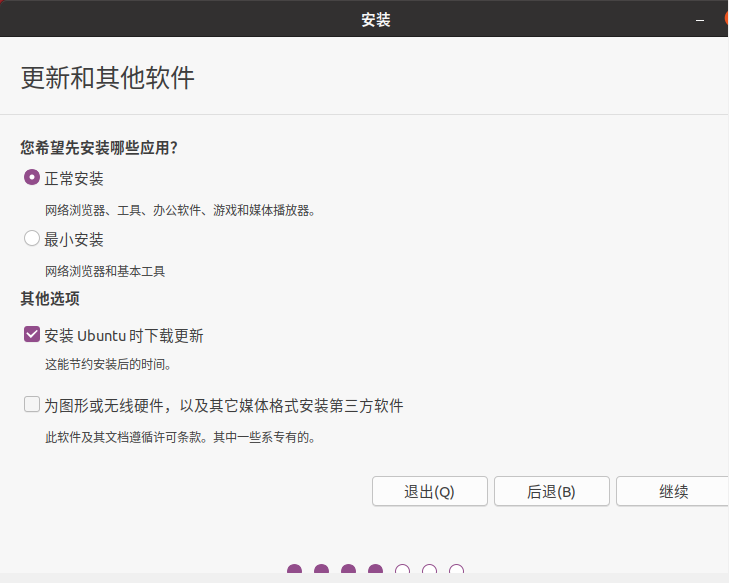 安装
更新和其他软件
您希望先安装哪些应用?
正常安装
网络浏览器、工具、办公软件、游戏和媒体播放器。
最小安装
网络浏览器和基本工具
其他选项
安装 Ubuntu 时下载更新
这能节约安装后的时间。
为图形或无线硬件，以及其它媒体格式安装第三方软件
此软件及其文档遵循许可条款。其中一些系专有的。
退出(Q) 后退(B) 继续